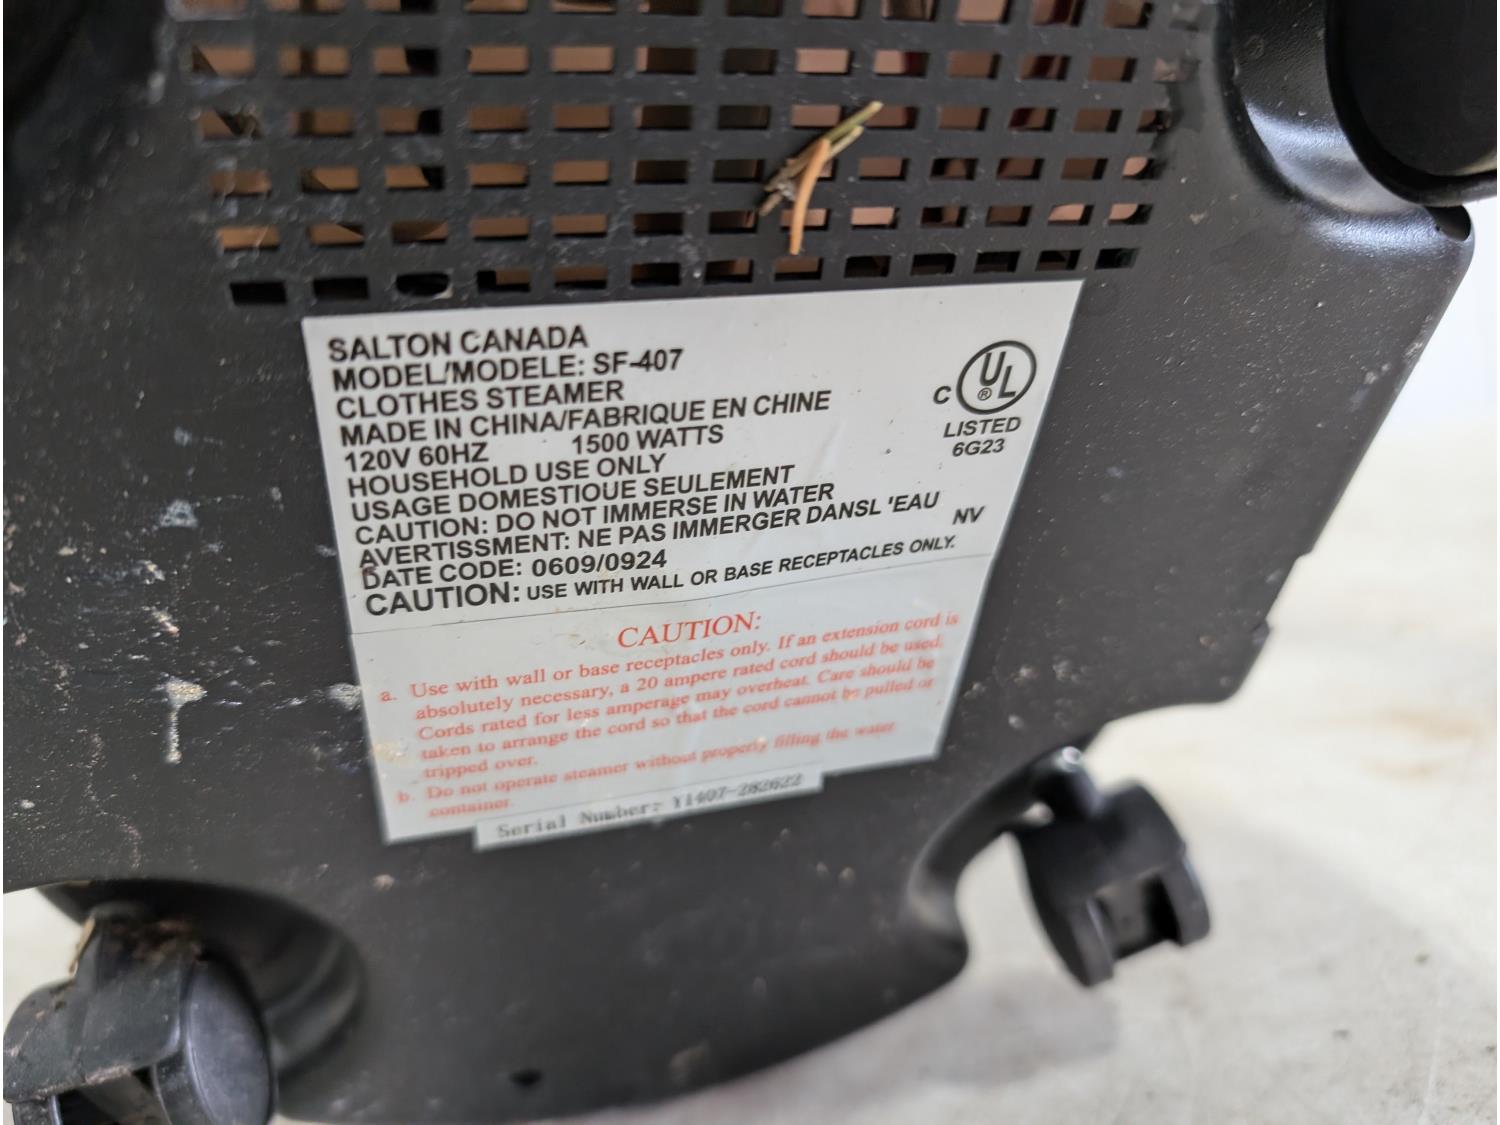 SALTON CANADA
MODEL/MODELE: SF-407
CLOTHES STEAMER
MADE IN CHINA/FABRIQUE EN CHINE
120V 60HZ 1500 WATTS
HOUSEHOLD USE ONLY
USAGE DOMESTIQUE SEULEMENT
CAUTION: DO NOT IMMERSE IN WATER
AVERTISSMENT: NE PAS IMMERGER DANSL 'EAU
DATE CODE: 0609/0924
NV
CAUTION: USE WITH WALL OR BASE RECEPTACLES ONLY.
C UL ®
LISTED
6G23
CAUTION:
a. Use with wall or base receptacles only. If an extension cord is
absolutely necessary, a 20 ampere rated cord should be used.
Cords rated for less amperage may overheat. Care should be
taken to arrange the cord so that the cord cannot be pulled or
tripped over.
b. Do not operate steamer without properly filling the water
container.
Serial Number: Y1407-282622